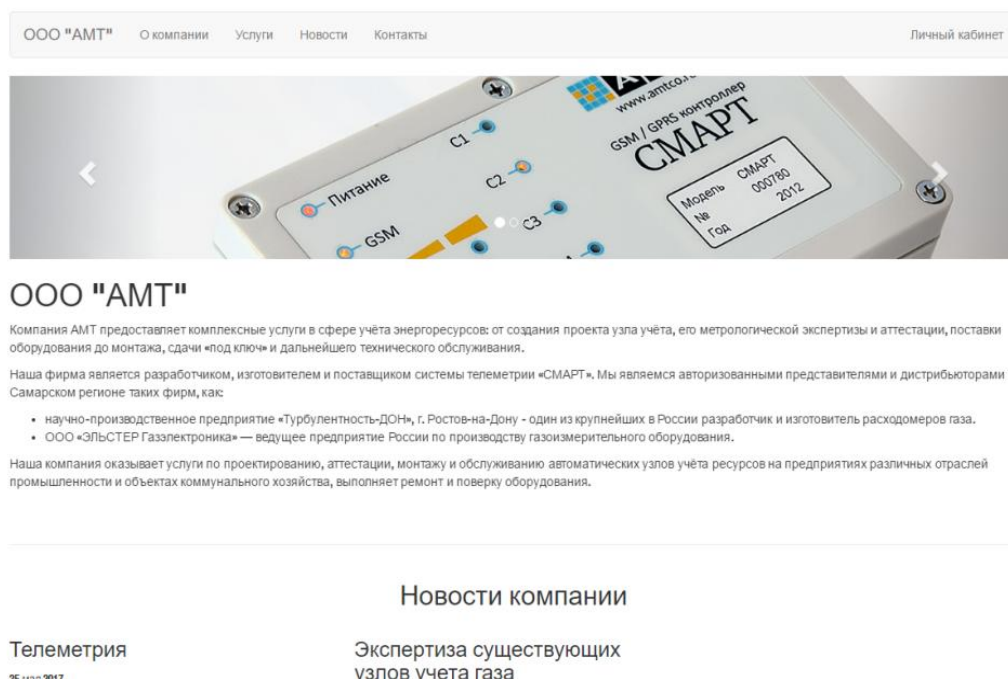 ООО "АМТ" О компании Услуги Новости Контакты Личный кабинет
www.amtco.ru
GSM / GPRS КОНТРОЛЛЕР
СМАРТ
C1
C2
C3
Питание
GSM
Модель СМАРТ
№ 000780
Год 2012
ООО "АМТ"
Компания АМТ предоставляет комплексные услуги в сфере учёта энергоресурсов: от создания проекта узла учёта, его метрологической экспертизы и аттестации, поставки
оборудования до монтажа, сдачи «под ключ» и дальнейшего технического обслуживания.
Наша фирма является разработчиком, изготовителем и поставщиком системы телеметрии «СМАРТ». Мы являемся авторизованными представителями и дистрибьюторами
Самарском регионе таких фирм, как:
• научно-производственное предприятие «Турбулентность-ДОН», г. Ростов-на-Дону - один из крупнейших в России разработчик и изготовитель расходомеров газа.
• ООО «ЭЛЬСТЕР Газэлектроника» — ведущее предприятие России по производству газоизмерительного оборудования.
Наша компания оказывает услуги по проектированию, аттестации, монтажу и обслуживанию автоматических узлов учёта ресурсов на предприятиях различных отраслей
промышленности и объектах коммунального хозяйства, выполняет ремонт и поверку оборудования.
Новости компании
Телеметрия
25 мая 2017
Экспертиза существующих
узлов учета газа